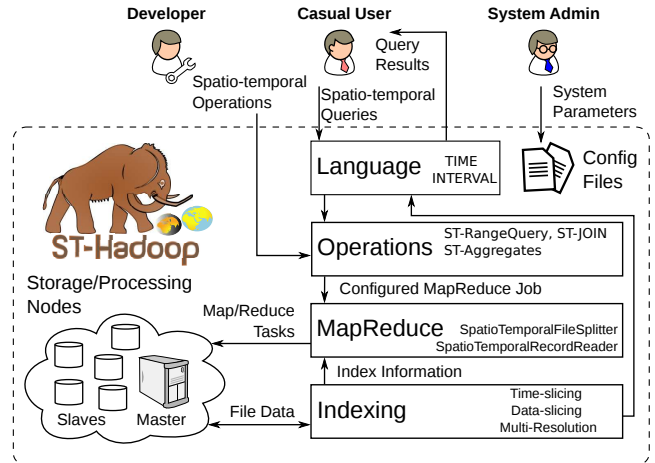 Developer
Casual User
System Admin
Query
Results
Spatio-temporal
Operations
Spatio-temporal
Queries
System
Parameters
Language
TIME
INTERVAL
Config
Files
ST-Hadoop
Operations
ST-RangeQuery, ST-JOIN
ST-Aggregates
Storage/Processing
Nodes
Configured MapReduce Job
Map/Reduce
Tasks
MapReduce
SpatioTemporalFileSplitter
SpatioTemporalRecordReader
Index Information
Slaves
Master
File Data
Indexing
Time-slicing
Data-slicing
Multi-Resolution